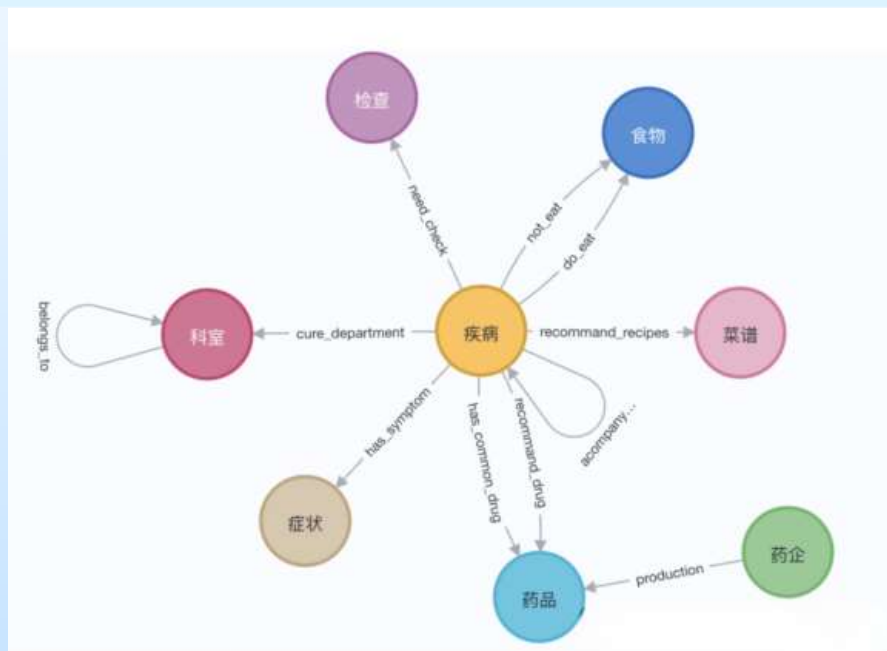 检查
食物
need_check
not_eat
do_eat
belongs_to
科室
cure_department
疾病
recommand_recipes
菜谱
has_symptom
has_common_drug
recommand_drug
acompany...
症状
药企
production
药品